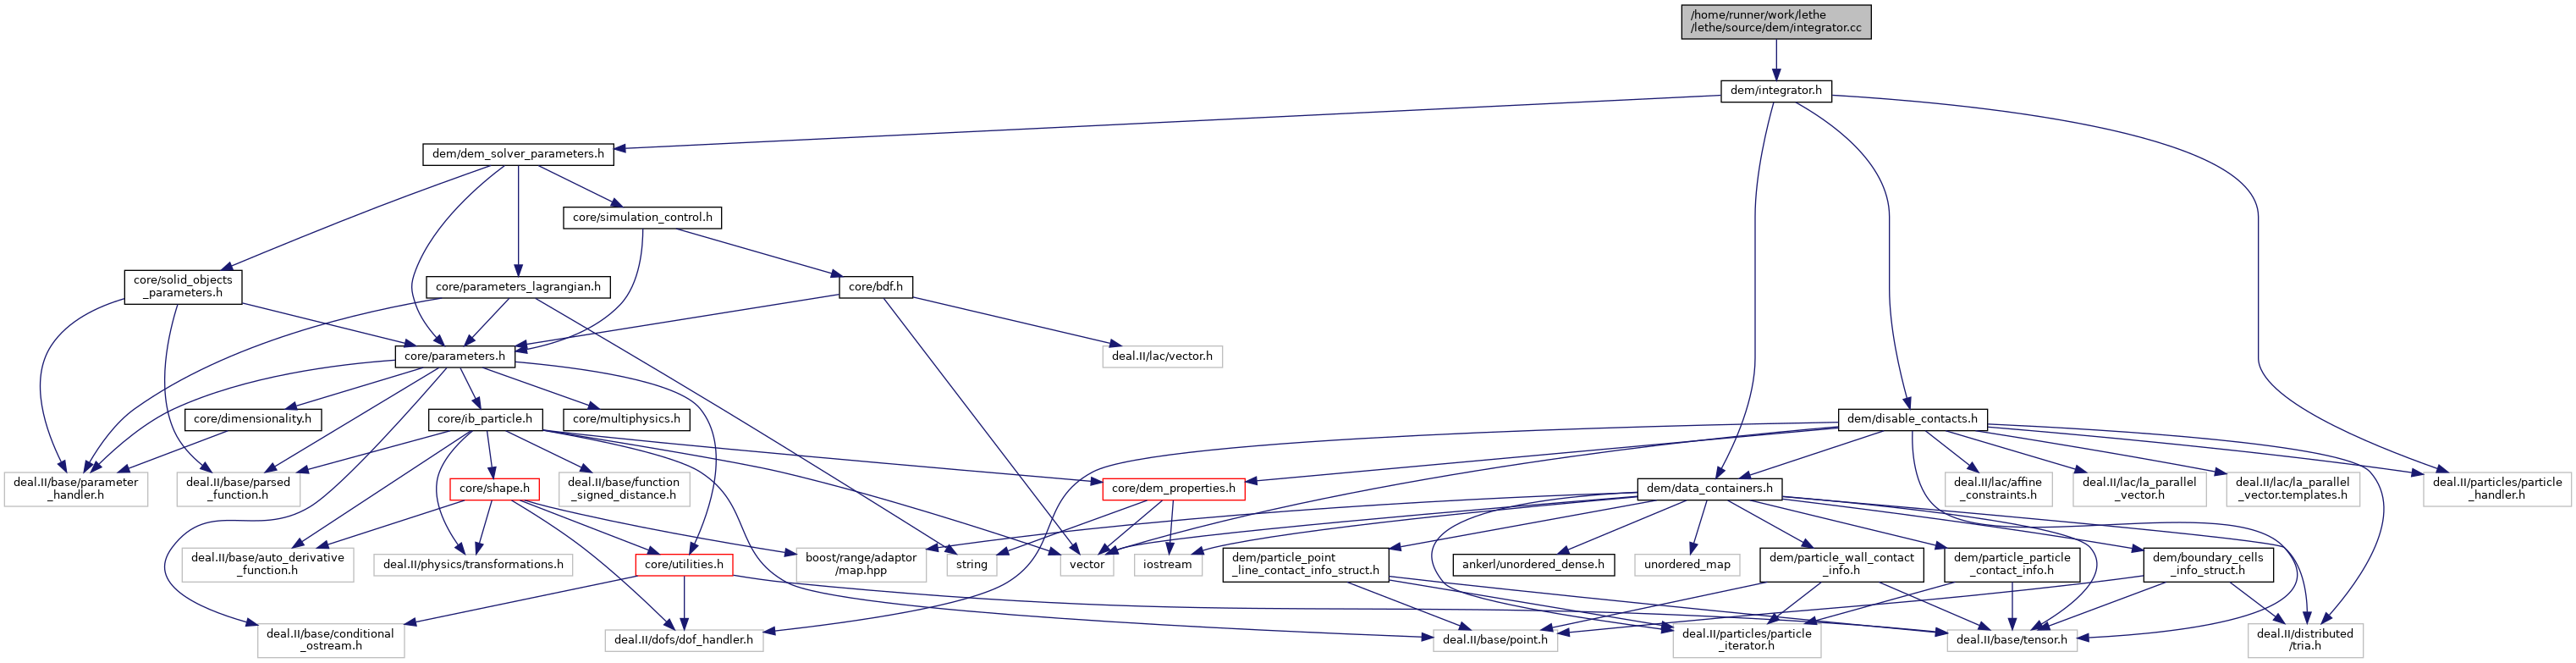 /home/runner/work/lethe
/lethe/source/dem/integrator.cc
dem/integrator.h
dem/dem_solver_parameters.h
core/simulation_control.h
core/solid_objects
_parameters.h
core/parameters_lagrangian.h
core/bdf.h
core/parameters.h
deal.II/lac/vector.h
core/dimensionality.h
core/ib_particle.h
core/multiphysics.h
dem/disable_contacts.h
deal.II/base/parameter
_handler.h
deal.II/base/parsed
_function.h
core/shape.h
deal.II/base/function
_signed_distance.h
core/dem_properties.h
dem/data_containers.h
deal.II/lac/affine
_constraints.h
deal.II/lac/la_parallel
_vector.h
deal.II/lac/la_parallel
_vector.templates.h
deal.II/particles/particle
_handler.h
deal.II/base/auto_derivative
_function.h
deal.II/physics/transformations.h
core/utilities.h
boost/range/adaptor
/map.hpp
string
vector
iostream
dem/particle_point
_line_contact_info_struct.h
ankerl/unordered_dense.h
unordered_map
dem/particle_wall_contact
_info.h
dem/particle_particle
_contact_info.h
dem/boundary_cells
_info_struct.h
deal.II/base/conditional
_ostream.h
deal.II/dofs/dof_handler.h
deal.II/base/point.h
deal.II/particles/particle
_iterator.h
deal.II/base/tensor.h
deal.II/distributed
/tria.h